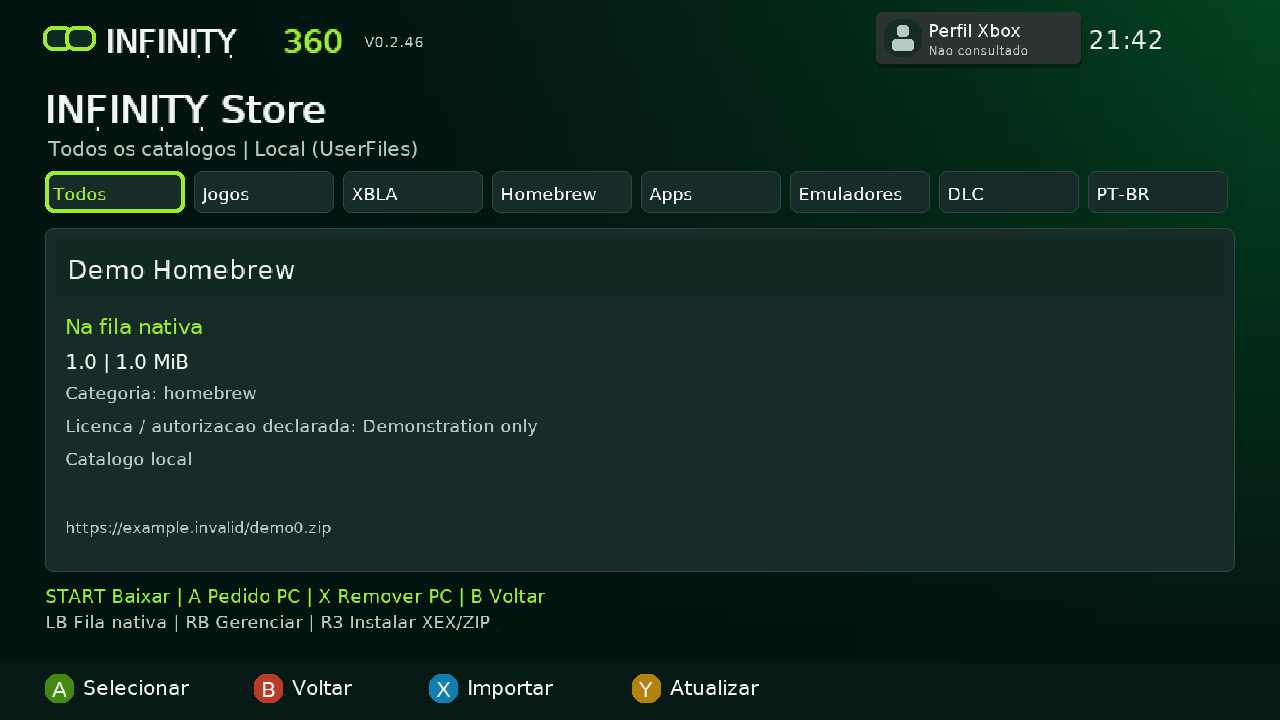 INFINITY 360 V0.2.46
Perfil Xbox
Nao consultado
21:42
INFINITY Store
Todos os catalogos | Local (UserFiles)
Todos Jogos XBLA Homebrew Apps Emuladores DLC PT-BR
Demo Homebrew
Na fila nativa
1.0 | 1.0 MiB
Categoria: homebrew
Licenca / autorizacao declarada: Demonstration only
Catalogo local
https://example.invalid/demo0.zip
START Baixar | A Pedido PC | X Remover PC | B Voltar
LB Fila nativa | RB Gerenciar | R3 Instalar XEX/ZIP
A Selecionar B Voltar X Importar Y Atualizar